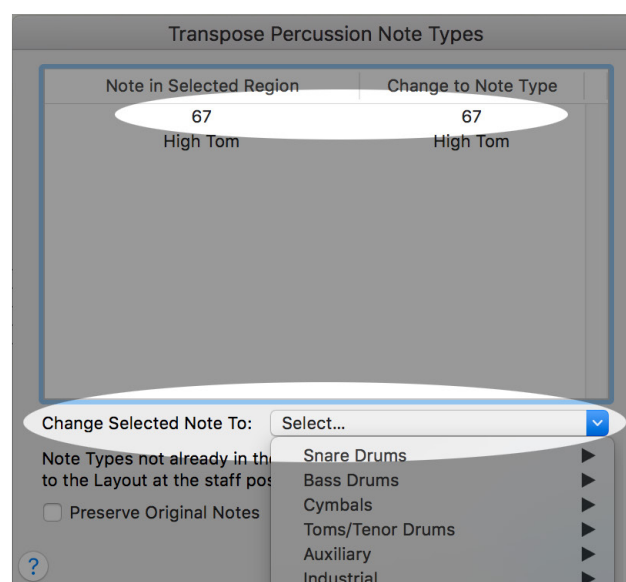 Transpose Percussion Note Types
Note in Selected Region Change to Note Type
67 67
High Tom High Tom
Change Selected Note To: Select...
Note Types not already in the
to the Layout at the staff pos
Snare Drums
Bass Drums
Cymbals
Toms/Tenor Drums
Auxiliary
Industrial
Preserve Original Notes
?